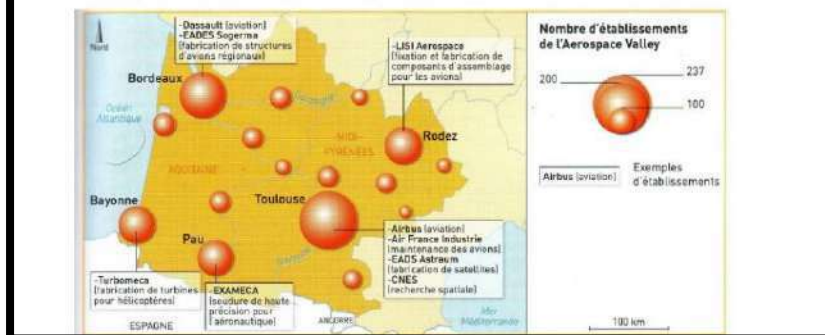 Nord
-Dassault (aviation)
-EADES Sogerma
(fabrication de structures
d'avions régionaux)
-LISI Aerospace
(fixation et fabrication de
composants d'assemblage
pour les avions)
Bordeaux
Océan
Atlantique
Rodez
MIDI-
PYRÉNÉES
AQUITAINE
Bayonne
Toulouse
Pau
Garonne
-Airbus (aviation)
-Air France Industrie
(maintenance des avions)
-EADS Astraum
(fabrication de satellites)
-CNES
(recherche spatiale)
-Turbomeca
(fabrication de turbines
pour hélicoptères)
-EXAMECA
(soudure de haute
précision pour
l'aéronautique)
ESPAGNE
ANDORRE
Mer
Méditerranée
Nombre d'établissements
de l'Aerospace Valley
237
200
100
Airbus (aviation)
Exemples
d'établissements
100 km